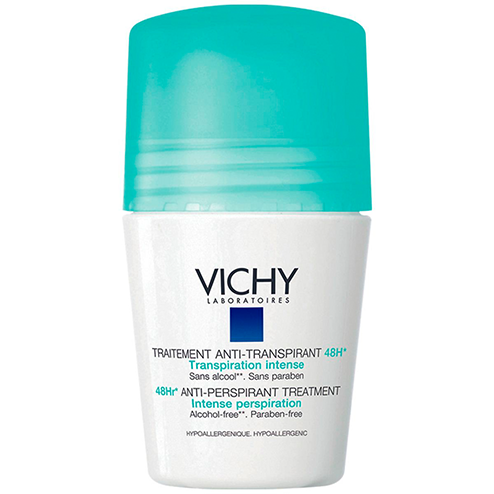 VICHY
LABORATOIRES
TRAITEMENT ANTI-TRANSPIRANT 48H*
Transpiration intense
Sans alcool**. Sans paraben
48Hr* ANTI-PERSPIRANT TREATMENT
Intense perspiration
Alcohol-free**. Paraben-free
HYPOALLERGENIQUE. HYPOALLERGENIC